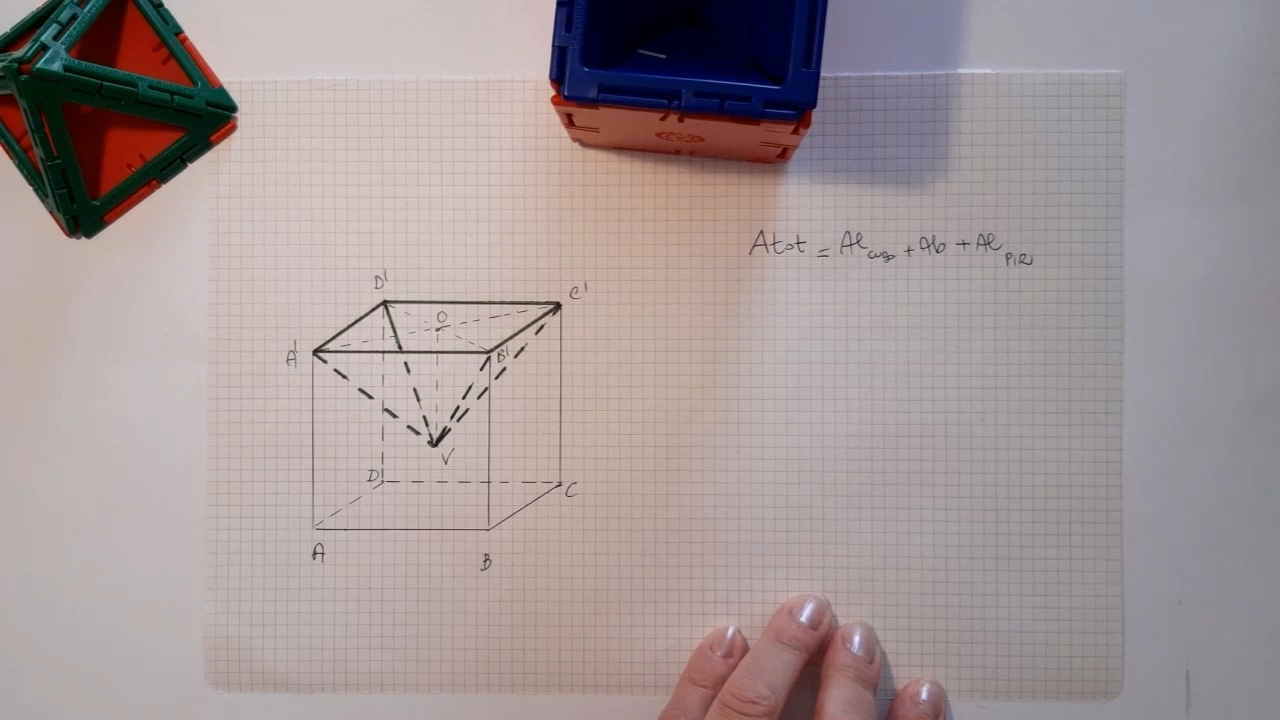 Atot = Al cubo + Ab + Al PIR
D'
C'
O
A'
B'
V
D
C
A
B